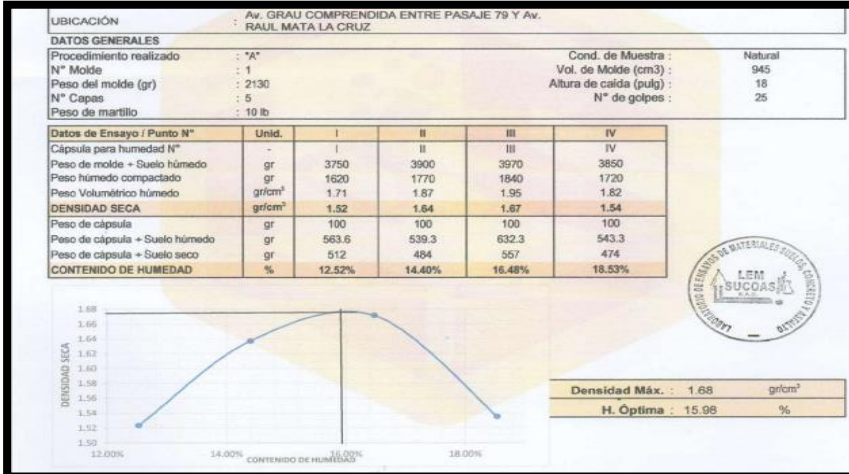 UBICACIÓN : Av. GRAU COMPRENDIDA ENTRE PASAJE 79 Y Av.
RAUL MATA LA CRUZ
DATOS GENERALES
Procedimiento realizado : "A" Cond. de Muestra : Natural
N° Molde : 1 Vol. de Molde (cm3) : 945
Peso del molde (gr) : 2130 Altura de caída (pulg) : 18
N° Capas : 5 N° de golpes : 25
Peso de martillo : 10 lb
Datos de Ensayo / Punto N° Unid. I II III IV
Cápsula para humedad N° - I II III IV
Peso de molde + Suelo húmedo gr 3750 3900 3970 3850
Peso húmedo compactado gr 1620 1770 1840 1720
Peso Volumétrico húmedo gr/cm³ 1.71 1.87 1.95 1.82
DENSIDAD SECA gr/cm³ 1.52 1.64 1.67 1.54
Peso de cápsula gr 100 100 100 100
Peso de cápsula + Suelo húmedo gr 563.6 539.3 632.3 543.3
Peso de cápsula + Suelo seco gr 512 484 557 474
CONTENIDO DE HUMEDAD % 12.52% 14.40% 16.48% 18.53%
LABORATORIO DE ENSAYOS DE MATERIALES SUELOS, CONCRETO Y ASFALTO
LEM
SUCOAS
S.A.C.
1.68
1.66
1.64
1.62
1.60
1.58
1.56
1.54
1.52
1.50
DENSIDAD SECA
12.00% 14.00% 16.00% 18.00%
CONTENIDO DE HUMEDAD
Densidad Máx. : 1.68 gr/cm³
H. Óptima : 15.98 %